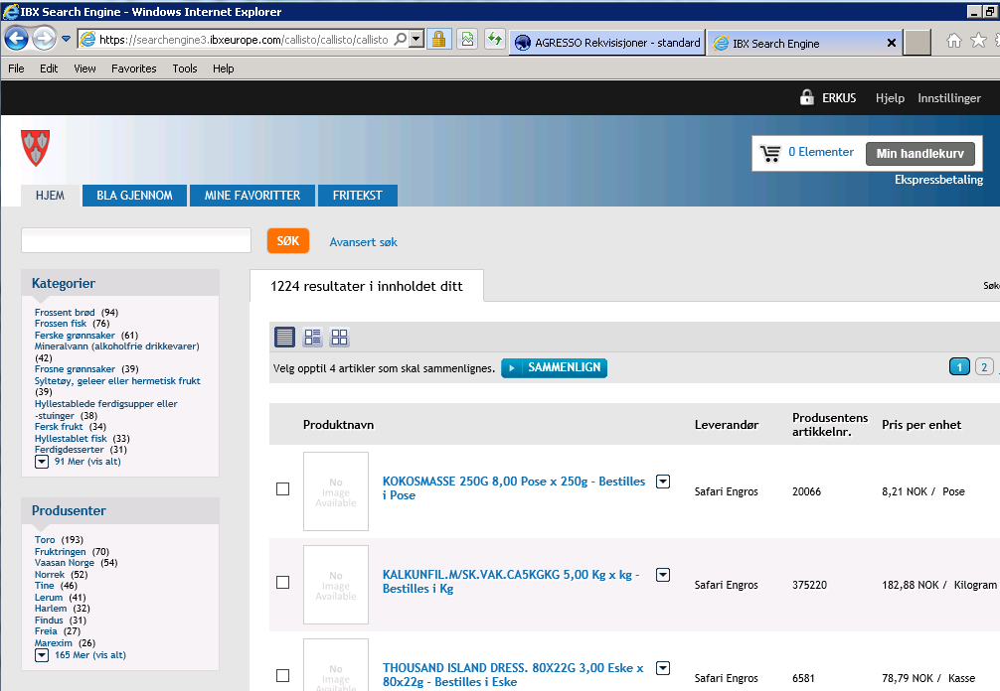 IBX Search Engine - Windows Internet Explorer
https://searchengine3.ibxeurope.com/callisto/callisto/callisto
AGRESSO Rekvisisjoner - standard
IBX Search Engine
File Edit View Favorites Tools Help
ERKUS Hjelp Innstillinger
0 Elementer Min handlekurv
Ekspressbetaling
HJEM BLA GJENNOM MINE FAVORITTER FRITEKST
SØK Avansert søk
Kategorier
Frossent brød (94)
Frossen fisk (76)
Ferske grønnsaker (61)
Mineralvann (alkoholfrie drikkevarer)
(42)
Frosne grønnsaker (39)
Syltetøy, geleer eller hermetisk frukt
(39)
Hyllestablede ferdigsupper eller
-stuinger (38)
Fersk frukt (34)
Hyllestablet fisk (33)
Ferdigdesserter (31)
91 Mer (vis alt)
Produsenter
Toro (193)
Fruktringen (70)
Vaasan Norge (54)
Norrek (52)
Tine (46)
Lerum (41)
Harlem (32)
Findus (31)
Freia (27)
Marexim (26)
165 Mer (vis alt)
1224 resultater i innholdet ditt
Søk
Velg opptil 4 artikler som skal sammenlignes. SAMMENLIGN
1 2
Produktnavn Leverandør Produsentens
artikkelnr. Pris per enhet
No
Image
Available
KOKOSMASSE 250G 8,00 Pose x 250g - Bestilles
i Pose
Safari Engros 20066 8,21 NOK / Pose
No
Image
Available
KALKUNFIL.M/SK.VAK.CA5KGKG 5,00 Kg x kg -
Bestilles i Kg
Safari Engros 375220 182,88 NOK / Kilogram
No
Image
Available
THOUSAND ISLAND DRESS. 80X22G 3,00 Eske x
80x22g - Bestilles i Eske
Safari Engros 6581 78,79 NOK / Kasse